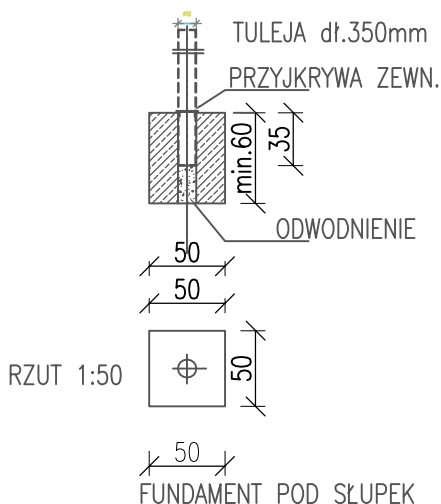 TULEJA dł.350mm
PRZYJKRYWA ZEWN.
min.60
35
ODWODNIENIE
50
50
RZUT 1:50
50
50
FUNDAMENT POD SŁUPEK